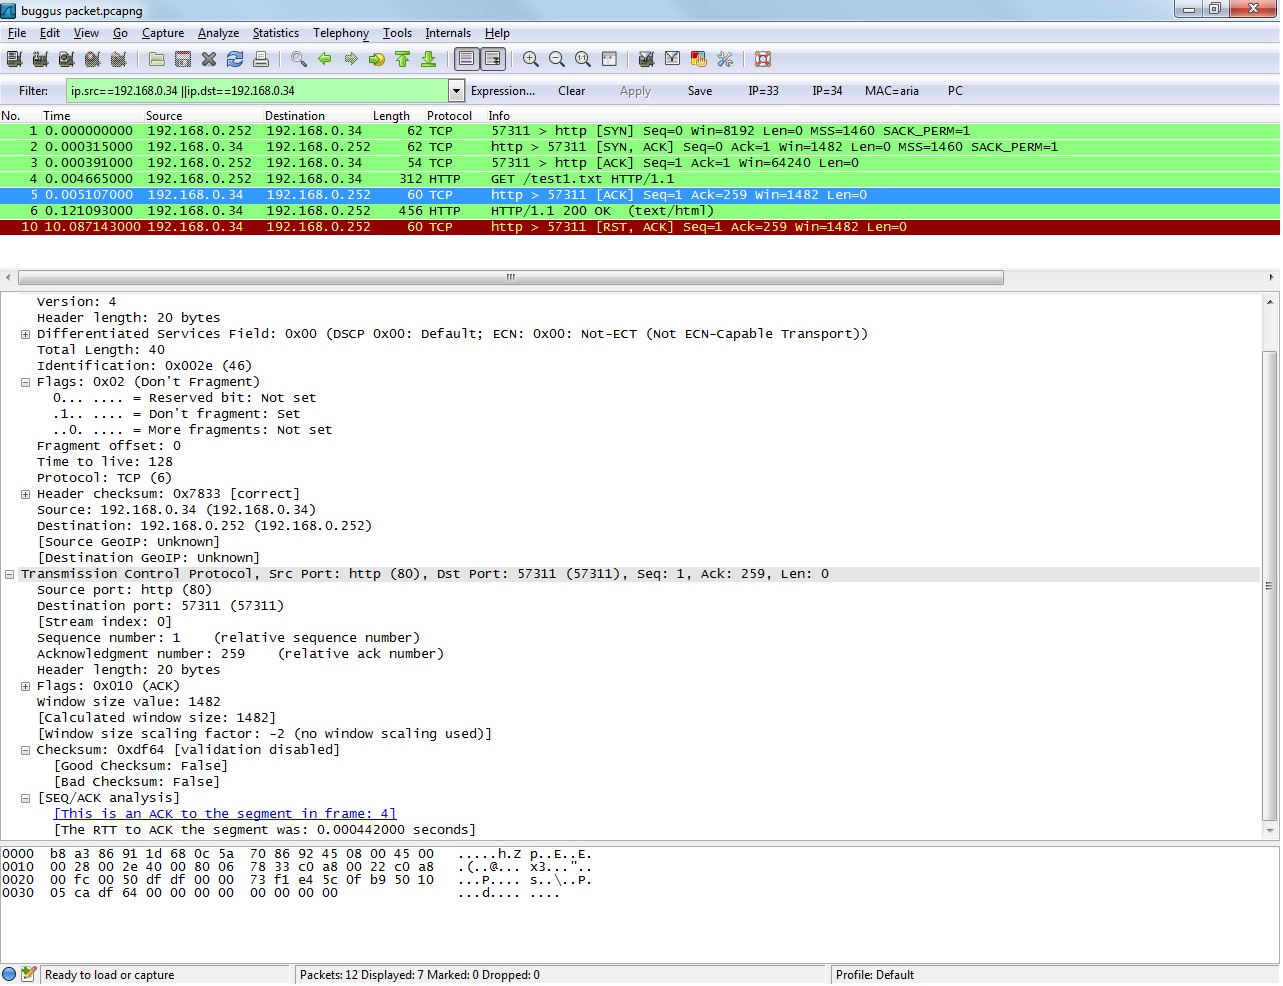 buggus packet.pcapng
File Edit View Go Capture Analyze Statistics Telephony Tools Internals Help
Filter: ip.src==192.168.0.34 ||ip.dst==192.168.0.34 Expression... Clear Apply Save IP=33 IP=34 MAC=aria PC
No. Time Source Destination Length Protocol Info
1 0.000000000 192.168.0.252 192.168.0.34 62 TCP 57311 > http [SYN] Seq=0 Win=8192 Len=0 MSS=1460 SACK_PERM=1
2 0.000315000 192.168.0.34 192.168.0.252 62 TCP http > 57311 [SYN, ACK] Seq=0 Ack=1 Win=1482 Len=0 MSS=1460 SACK_PERM=1
3 0.000391000 192.168.0.252 192.168.0.34 54 TCP 57311 > http [ACK] Seq=1 Ack=1 Win=64240 Len=0
4 0.004665000 192.168.0.252 192.168.0.34 312 HTTP GET /test1.txt HTTP/1.1
5 0.005107000 192.168.0.34 192.168.0.252 60 TCP http > 57311 [ACK] Seq=1 Ack=259 Win=1482 Len=0
6 0.121093000 192.168.0.34 192.168.0.252 456 HTTP HTTP/1.1 200 OK (text/html)
10 10.087143000 192.168.0.34 192.168.0.252 60 TCP http > 57311 [RST, ACK] Seq=1 Ack=259 Win=1482 Len=0
Version: 4
Header length: 20 bytes
Differentiated Services Field: 0x00 (DSCP 0x00: Default; ECN: 0x00: Not-ECT (Not ECN-Capable Transport))
Total Length: 40
Identification: 0x002e (46)
Flags: 0x02 (Don't Fragment)
0... .... = Reserved bit: Not set
.1.. .... = Don't fragment: Set
..0. .... = More fragments: Not set
Fragment offset: 0
Time to live: 128
Protocol: TCP (6)
Header checksum: 0x7833 [correct]
Source: 192.168.0.34 (192.168.0.34)
Destination: 192.168.0.252 (192.168.0.252)
[Source GeoIP: Unknown]
[Destination GeoIP: Unknown]
Transmission Control Protocol, Src Port: http (80), Dst Port: 57311 (57311), Seq: 1, Ack: 259, Len: 0
Source port: http (80)
Destination port: 57311 (57311)
[Stream index: 0]
Sequence number: 1 (relative sequence number)
Acknowledgment number: 259 (relative ack number)
Header length: 20 bytes
Flags: 0x010 (ACK)
Window size value: 1482
[Calculated window size: 1482]
[Window size scaling factor: -2 (no window scaling used)]
Checksum: 0xdf64 [validation disabled]
[Good Checksum: False]
[Bad Checksum: False]
[SEQ/ACK analysis]
[This is an ACK to the segment in frame: 4]
[The RTT to ACK the segment was: 0.000442000 seconds]
0000 b8 a3 86 91 1d 68 0c 5a 70 86 92 45 08 00 45 00 .....h.Z p..E..E.
0010 00 28 00 2e 40 00 80 06 78 33 c0 a8 00 22 c0 a8 .(..@... x3..."..
0020 00 fc 00 50 df df 00 00 73 f1 e4 5c 0f b9 50 10 ...P.... s..\..P.
0030 05 ca df 64 00 00 00 00 00 00 00 00 ...d.... ....
Ready to load or capture Packets: 12 Displayed: 7 Marked: 0 Dropped: 0 Profile: Default